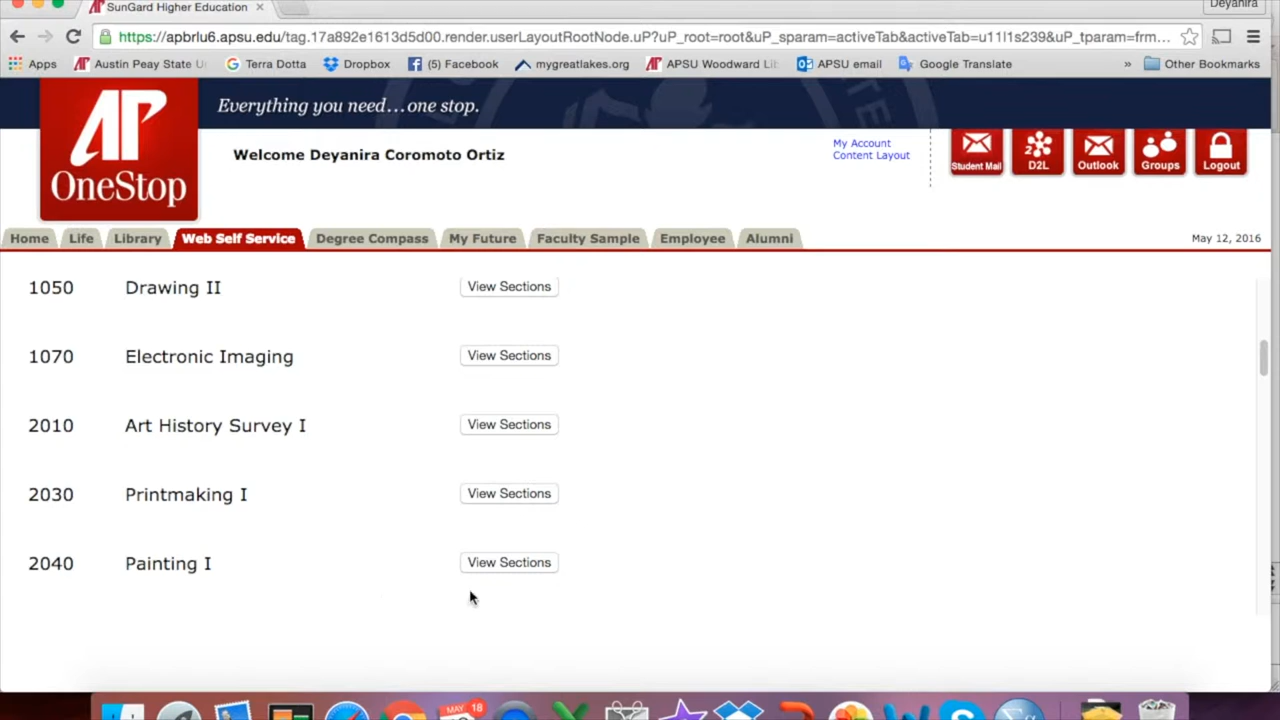 SunGard Higher Education ×
Deyanira
https://apbrlu6.apsu.edu/tag.17a892e1613d5d00.render.userLayoutRootNode.uP?uP_root=root&uP_sparam=activeTab&activeTab=u11l1s239&uP_tparam=frm...
Apps Austin Peay State Terra Dotta Dropbox (5) Facebook mygreatlakes.org APSU Woodward Lib APSU email Google Translate » Other Bookmarks
AP
OneStop
Everything you need...one stop.
Welcome Deyanira Coromoto Ortiz
My Account
Content Layout
Student Mail D2L Outlook Groups Logout
Home Life Library Web Self Service Degree Compass My Future Faculty Sample Employee Alumni May 12, 2016
1050 Drawing II View Sections
1070 Electronic Imaging View Sections
2010 Art History Survey I View Sections
2030 Printmaking I View Sections
2040 Painting I View Sections
MAY 18